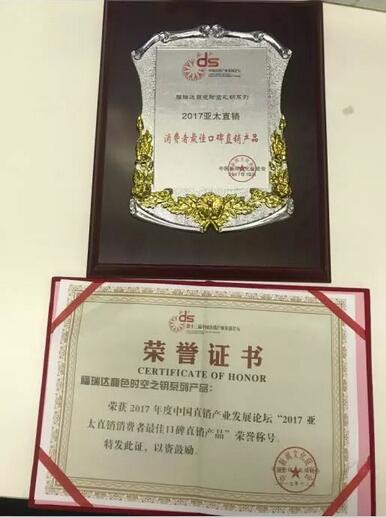 ds
2017亚太直销
消费者最佳口碑直销产品
ds
荣誉证书
CERTIFICATE OF HONOR
福瑞达颜色时空之钥系列产品：
荣获2017年度中国直销产业发展论坛“2017亚
太直销消费者最佳口碑直销产品”荣誉称号。
特发此证，以资鼓励。